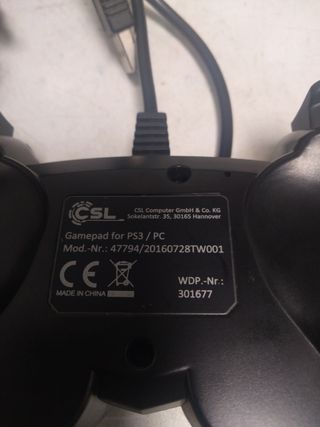 CSL
CSL Computer GmbH & Co. KG
Sokelantstr. 35, 30165 Hannover
Gamepad for PS3 / PC
Mod.-Nr.: 47794/20160728TW001
CE
MADE IN CHINA
WDP.-Nr.:
301677